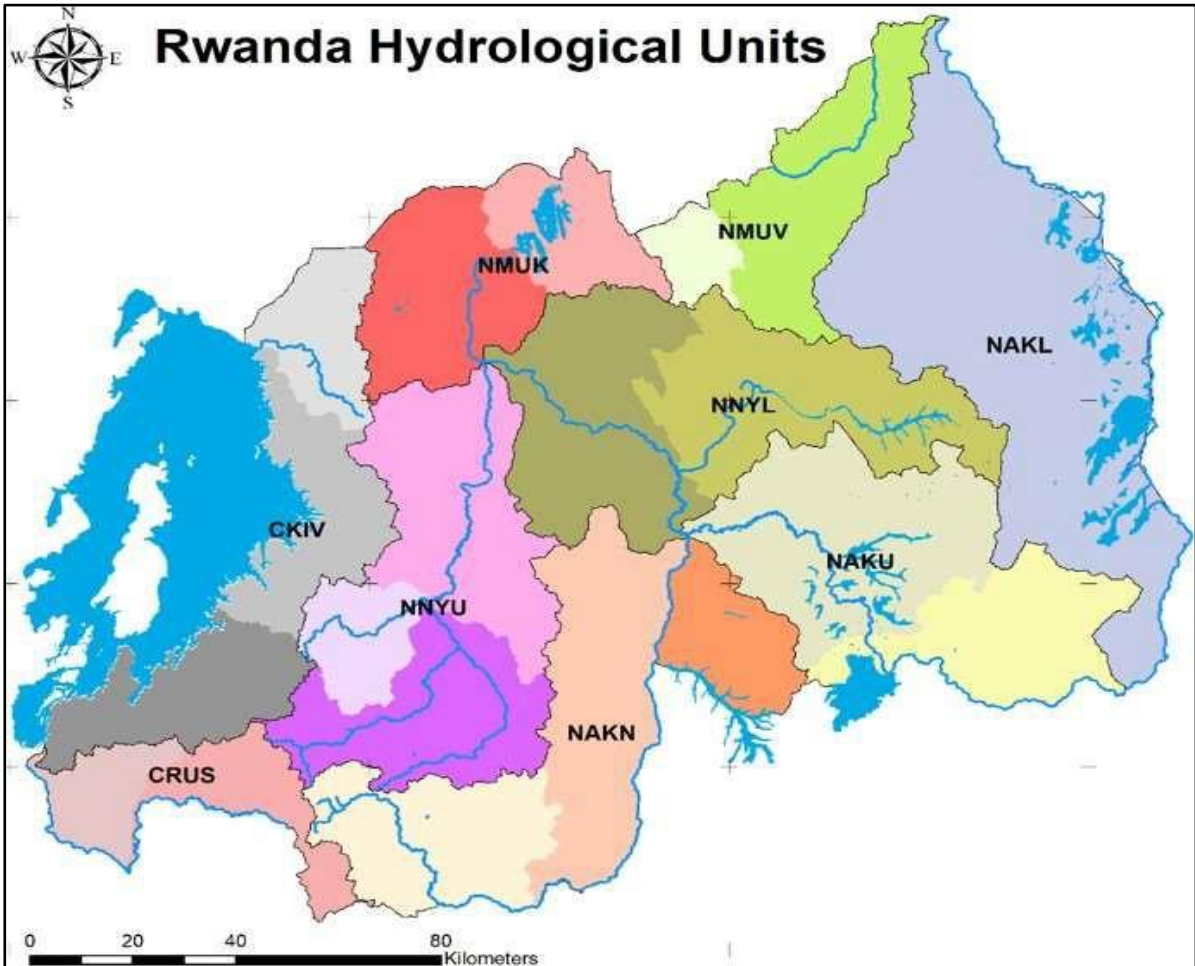 N
Rwanda Hydrological Units
W E
S
NMUV
NMUK
NAKL
NNYL
CKIV
NAKU
NNYU
NAKN
CRUS
0 20 40 80
Kilometers